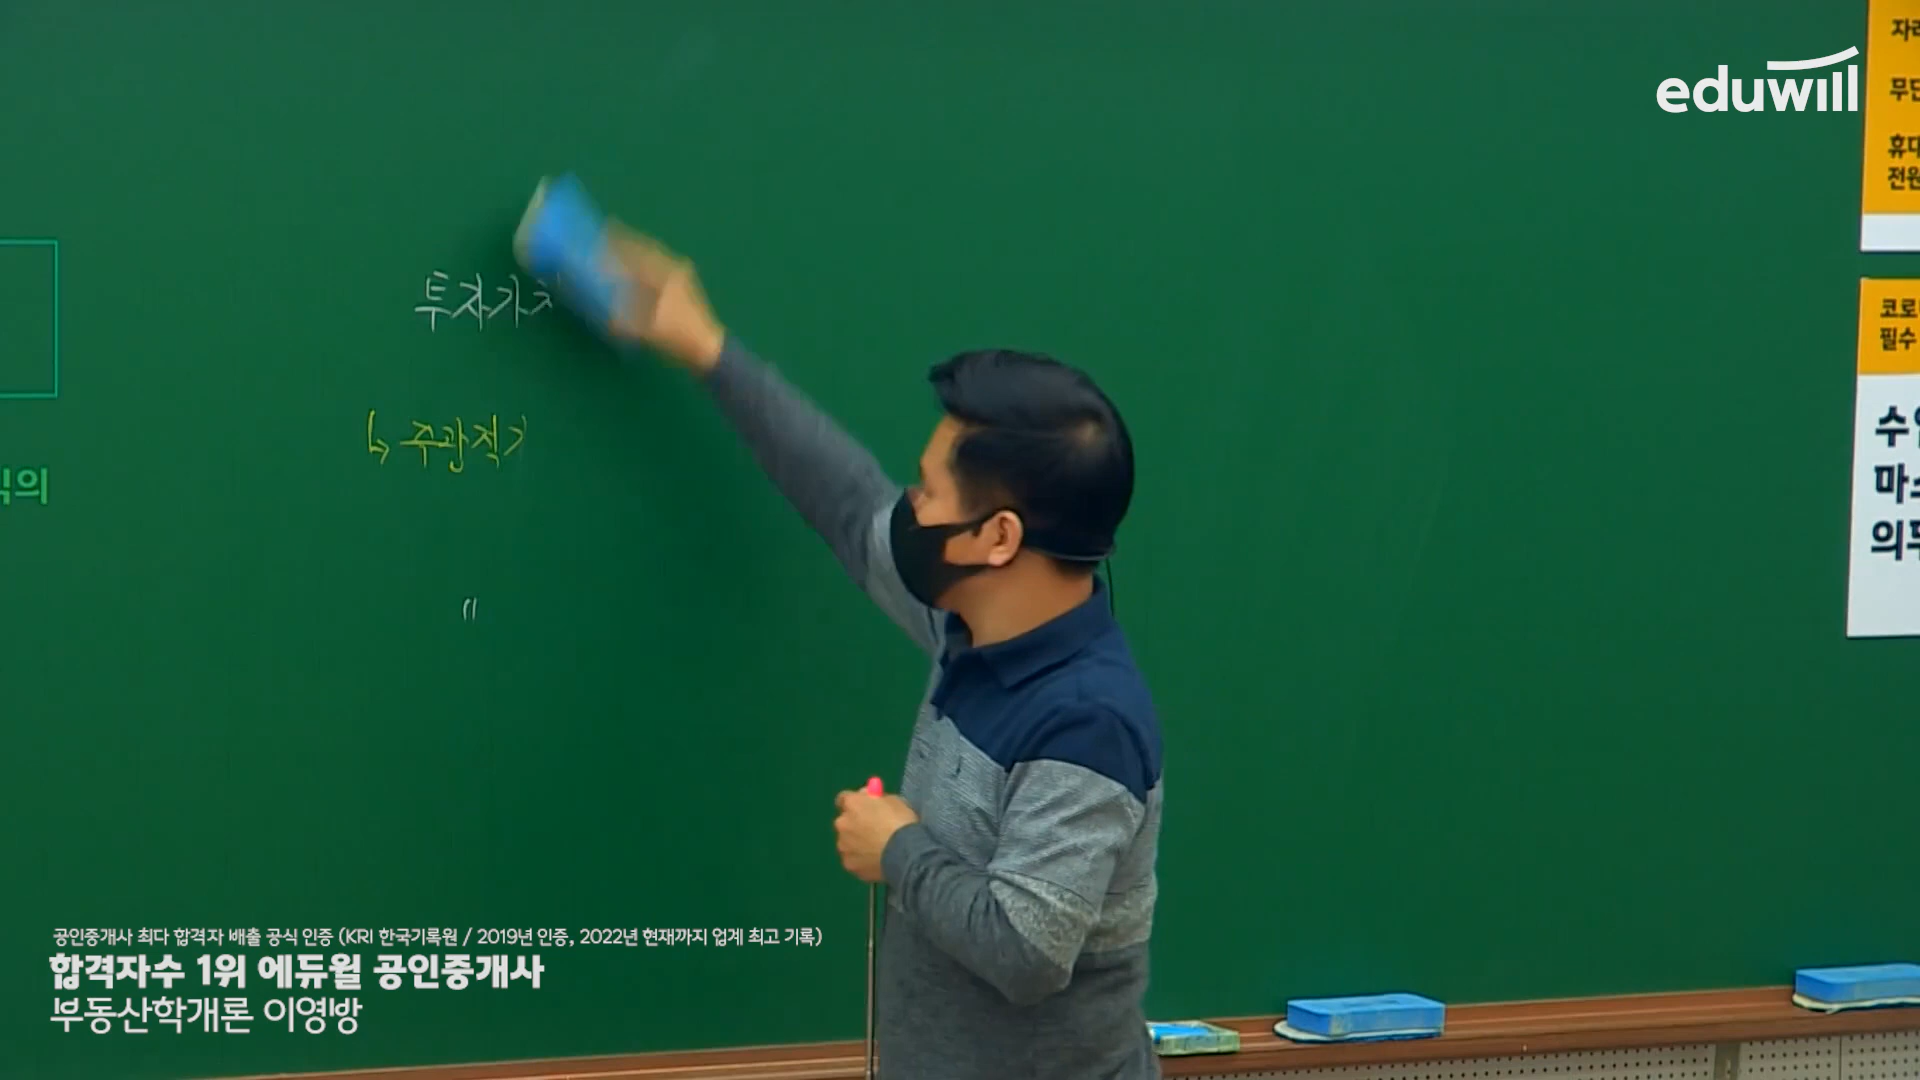 eduwill
투자가치
↳ 주관적
"
공인중개사 최다 합격자 배출 공식 인증 (KRI 한국기록원 / 2019년 인증, 2022년 현재까지 업계 최고 기록)
합격자수 1위 에듀윌 공인중개사
부동산학개론 이영방
전원
코로
필수
의